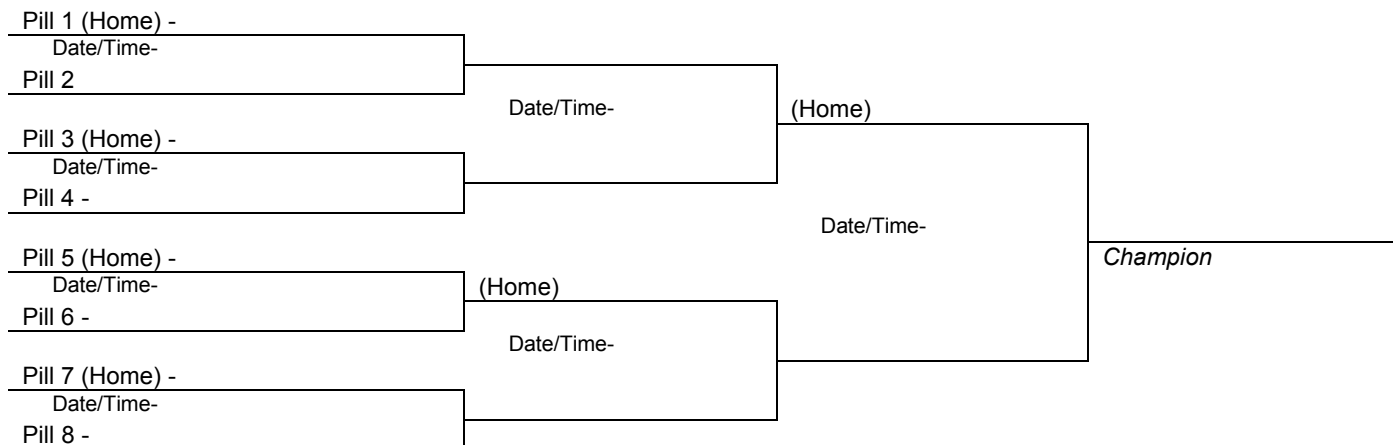 Pill 1 (Home) -
Date/Time-
Pill 2
Date/Time-
(Home)
Pill 3 (Home) -
Date/Time-
Pill 4 -
Date/Time-
Pill 5 (Home) -
Champion
Date/Time-
(Home)
Pill 6 -
Date/Time-
Pill 7 (Home) -
Date/Time-
Pill 8 -